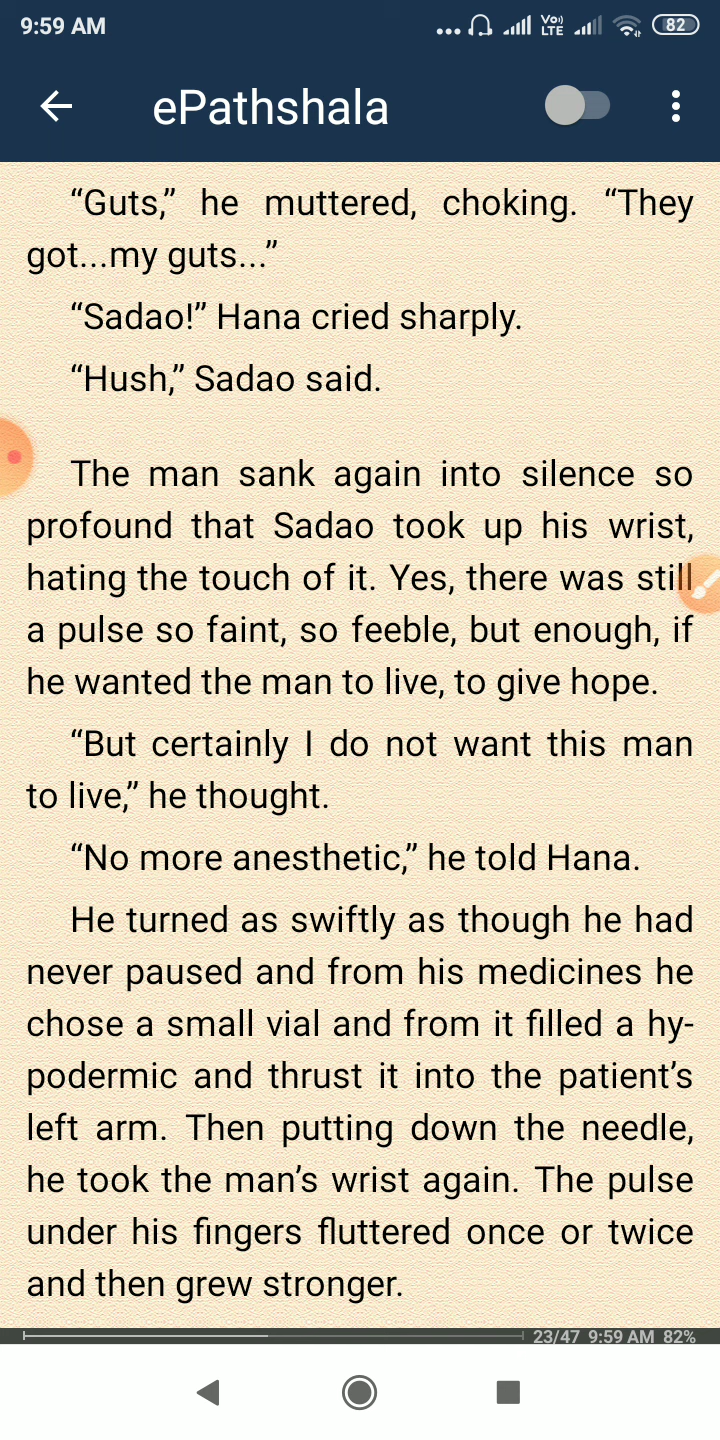 9:59 AM
Vo)) LTE
82
ePathshala
“Guts,” he muttered, choking. “They
got...my guts...”
“Sadao!” Hana cried sharply.
“Hush,” Sadao said.
The man sank again into silence so
profound that Sadao took up his wrist,
hating the touch of it. Yes, there was still
a pulse so faint, so feeble, but enough, if
he wanted the man to live, to give hope.
“But certainly I do not want this man
to live,” he thought.
“No more anesthetic,” he told Hana.
He turned as swiftly as though he had
never paused and from his medicines he
chose a small vial and from it filled a hy-
podermic and thrust it into the patient’s
left arm. Then putting down the needle,
he took the man’s wrist again. The pulse
under his fingers fluttered once or twice
and then grew stronger.
23/47 9:59 AM 82%